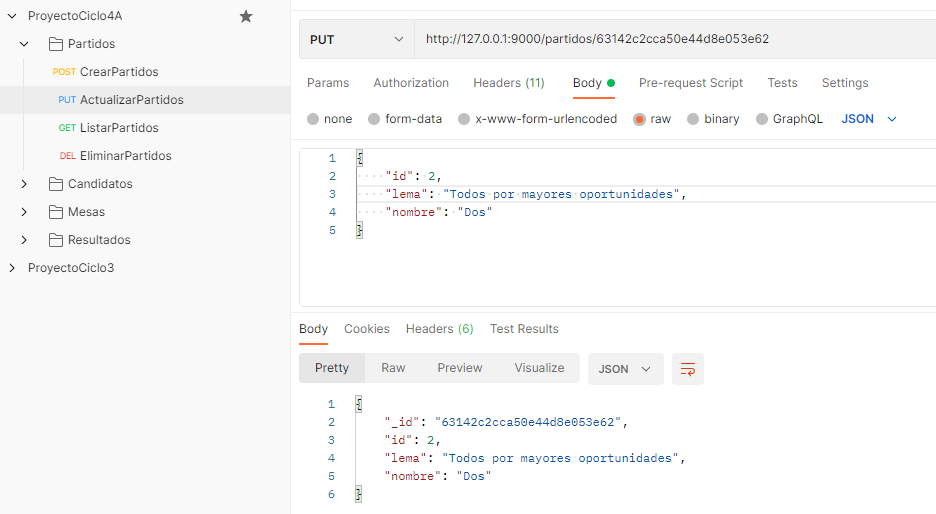 ProyectoCiclo4A
Partidos
POST CrearPartidos
PUT ActualizarPartidos
GET ListarPartidos
DEL EliminarPartidos
Candidatos
Mesas
Resultados
ProyectoCiclo3
PUT http://127.0.0.1:9000/partidos/63142c2cca50e44d8e053e62
Params Authorization Headers (11) Body Pre-request Script Tests Settings
none form-data x-www-form-urlencoded raw binary GraphQL JSON
1 {
2 "id": 2,
3 "lema": "Todos por mayores oportunidades",
4 "nombre": "Dos"
5 }
Body Cookies Headers (6) Test Results
Pretty Raw Preview Visualize JSON
1 {
2 "_id": "63142c2cca50e44d8e053e62",
3 "id": 2,
4 "lema": "Todos por mayores oportunidades",
5 "nombre": "Dos"
6 }